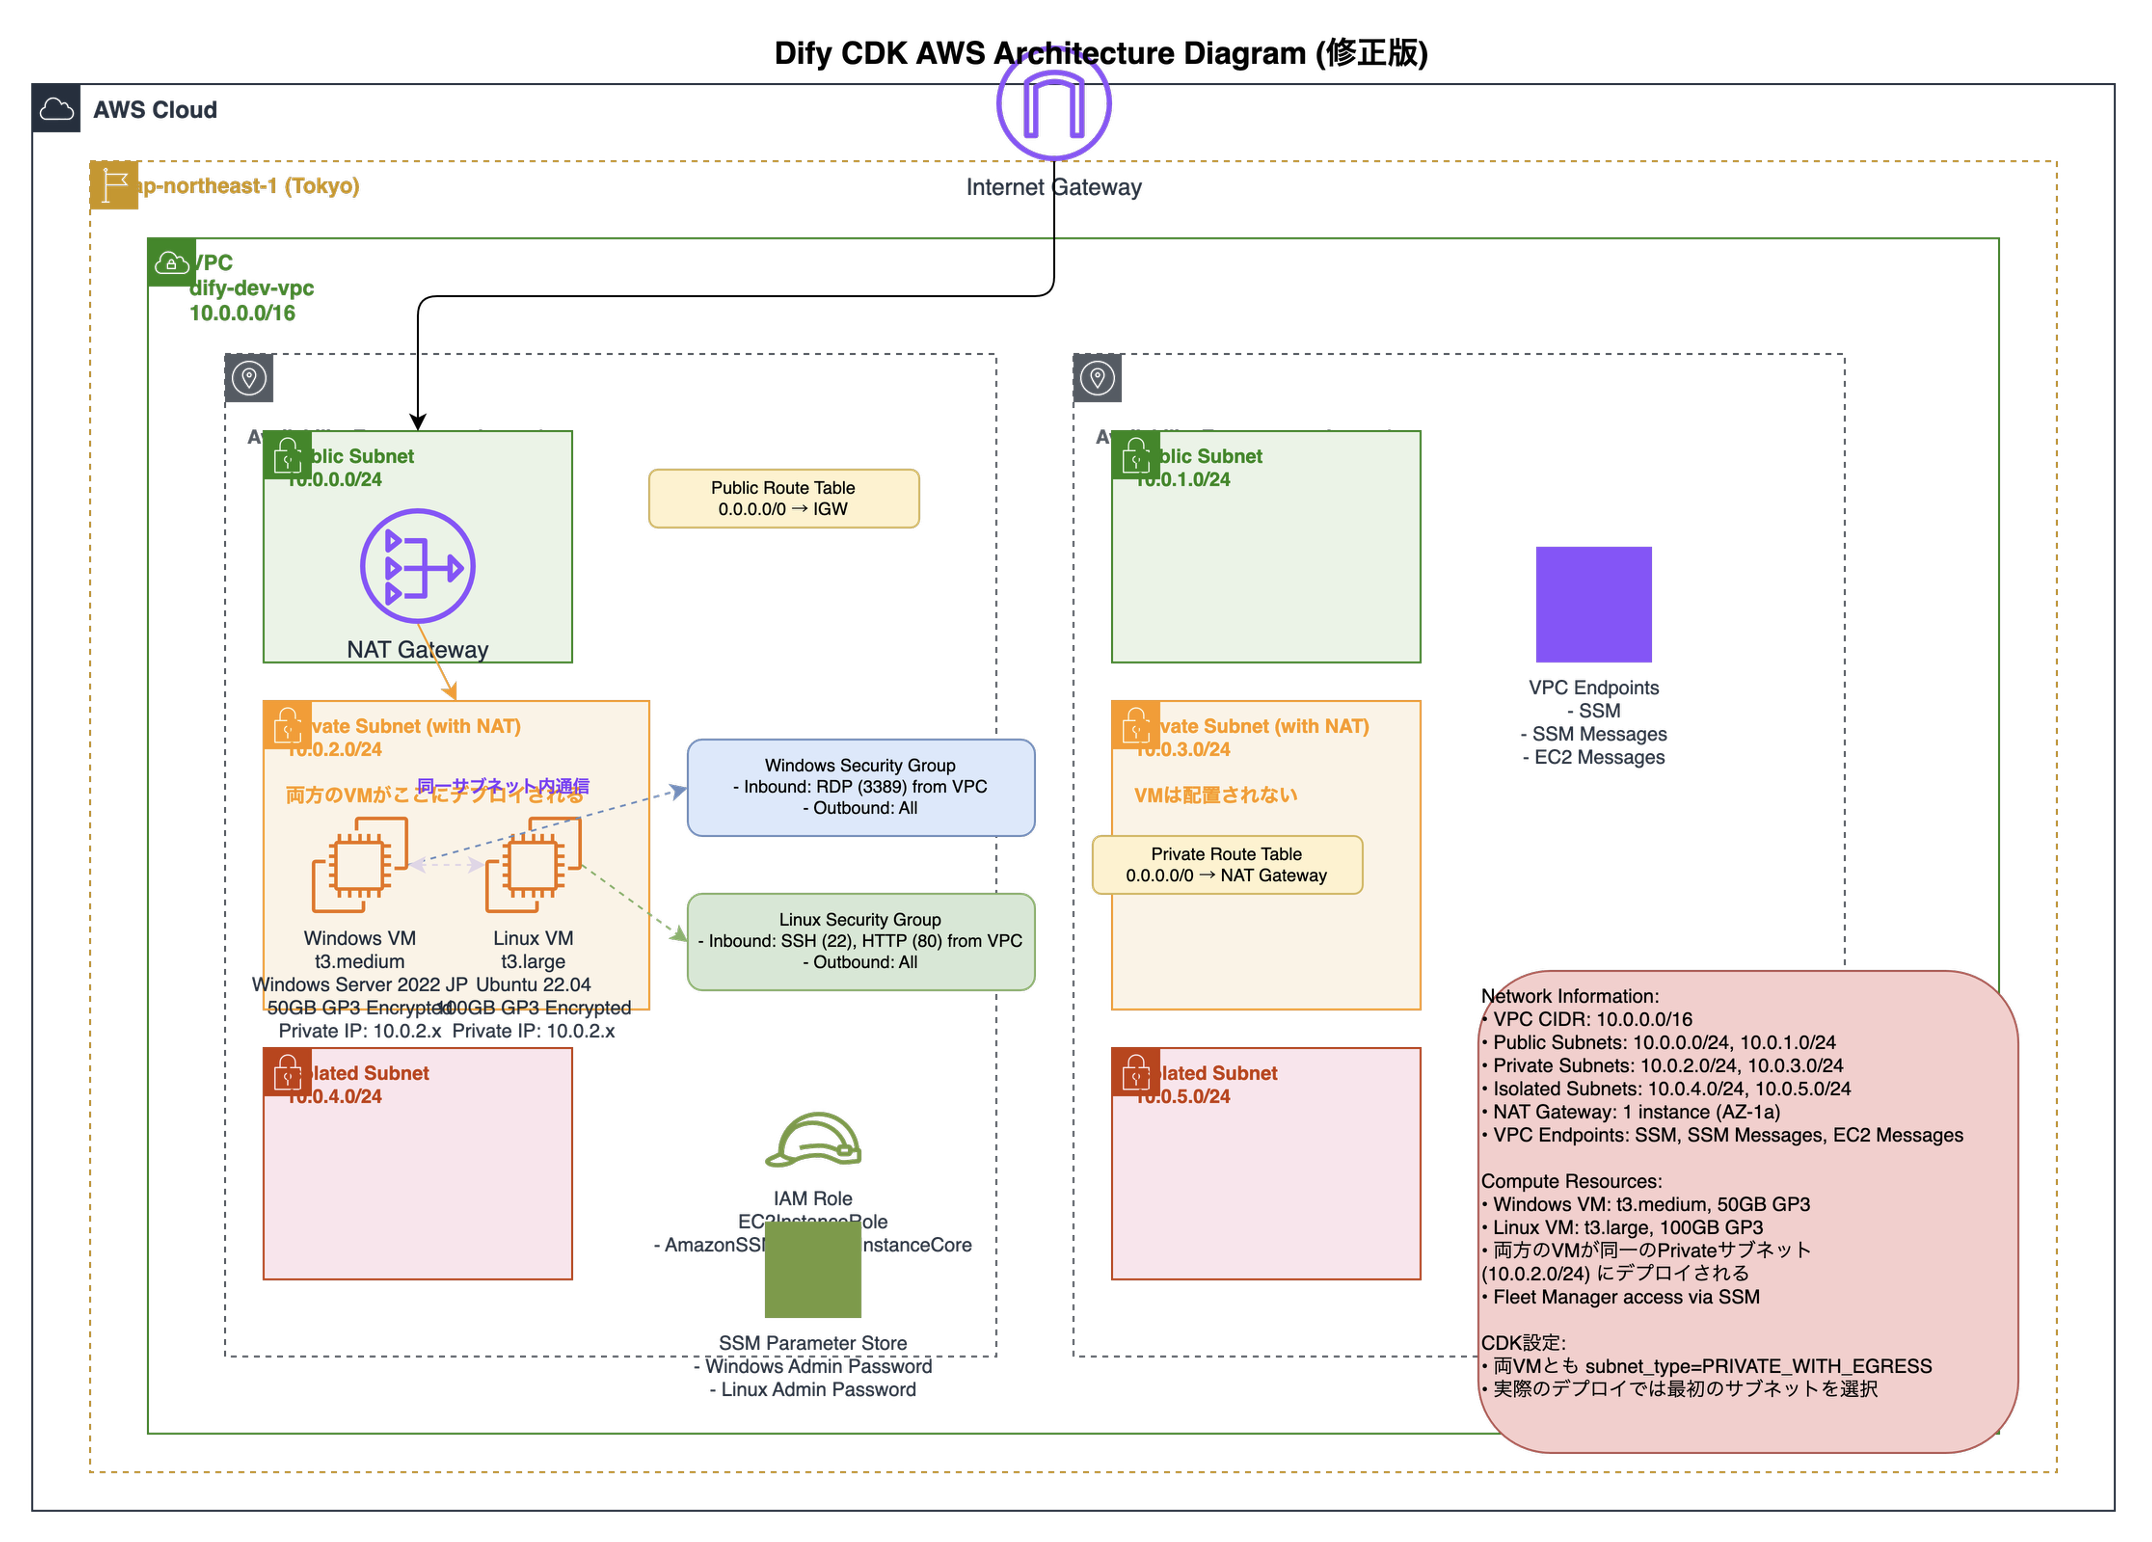 Dify CDK AWS Architecture Diagram (修正版)
AWS Cloud
ap-northeast-1 (Tokyo)
Internet Gateway
VPC
dify-dev-vpc
10.0.0.0/16
Public Subnet
10.0.0.0/24
NAT Gateway
Public Route Table
0.0.0.0/0 → IGW
Private Subnet (with NAT)
10.0.2.0/24
同一サブネット内通信
両方のVMがここにデプロイされる
Windows VM
t3.medium
Windows Server 2022 JP
50GB GP3 Encrypted
Private IP: 10.0.2.x
Linux VM
t3.large
Ubuntu 22.04
100GB GP3 Encrypted
Private IP: 10.0.2.x
Windows Security Group
- Inbound: RDP (3389) from VPC
- Outbound: All
Linux Security Group
- Inbound: SSH (22), HTTP (80) from VPC
- Outbound: All
Isolated Subnet
10.0.4.0/24
IAM Role
EC2InstanceRole
- AmazonSSM nstanceCore
SSM Parameter Store
- Windows Admin Password
- Linux Admin Password
Public Subnet
10.0.1.0/24
VPC Endpoints
- SSM
- SSM Messages
- EC2 Messages
Private Subnet (with NAT)
10.0.3.0/24
VMは配置されない
Private Route Table
0.0.0.0/0 → NAT Gateway
Isolated Subnet
10.0.5.0/24
Network Information:
• VPC CIDR: 10.0.0.0/16
• Public Subnets: 10.0.0.0/24, 10.0.1.0/24
• Private Subnets: 10.0.2.0/24, 10.0.3.0/24
• Isolated Subnets: 10.0.4.0/24, 10.0.5.0/24
• NAT Gateway: 1 instance (AZ-1a)
• VPC Endpoints: SSM, SSM Messages, EC2 Messages
Compute Resources:
• Windows VM: t3.medium, 50GB GP3
• Linux VM: t3.large, 100GB GP3
• 両方のVMが同一のPrivateサブネット
(10.0.2.0/24) にデプロイされる
• Fleet Manager access via SSM
CDK設定:
• 両VMとも subnet_type=PRIVATE_WITH_EGRESS
• 実際のデプロイでは最初のサブネットを選択